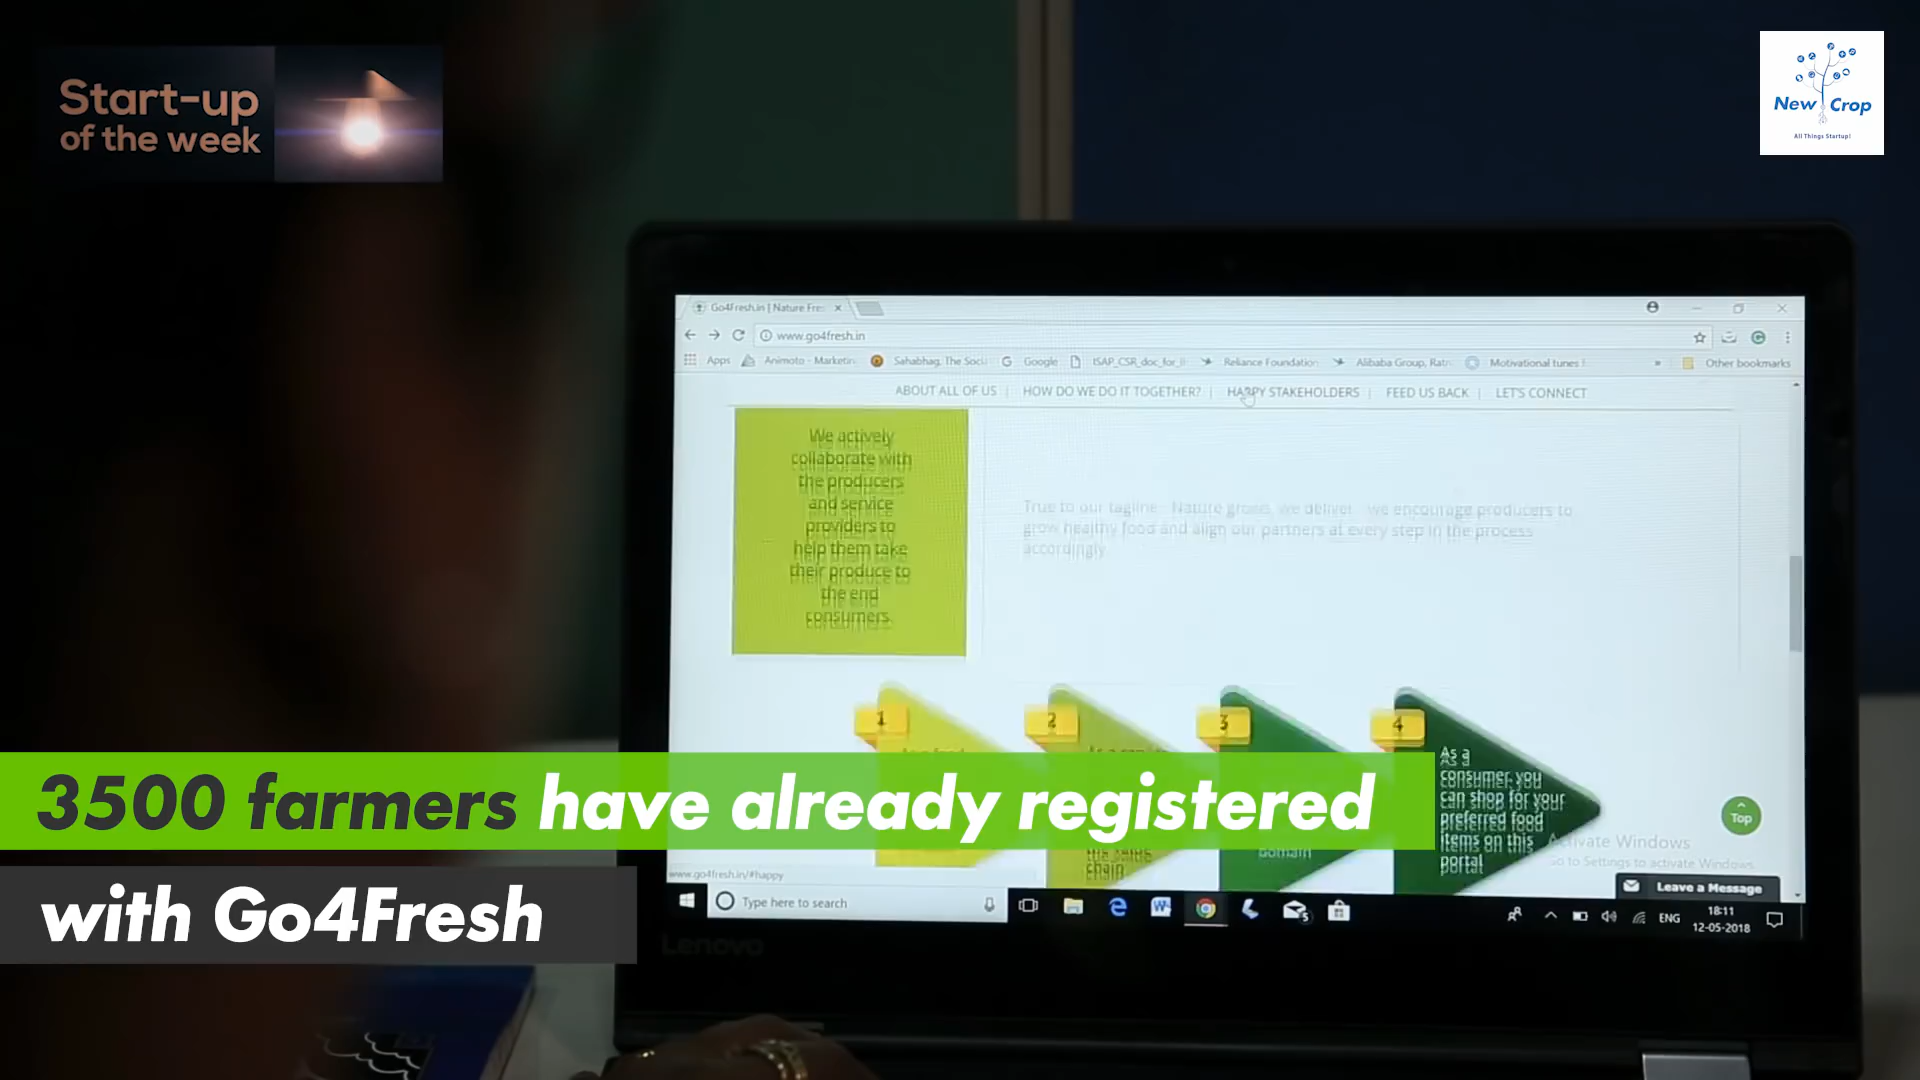 Start-up
of the week
New Crop
All Things Startup!
Go4Fresh.in | Nature Fre
www.go4fresh.in
Apps
Animoto - Marketin
Sahabhag, The Soci
Google
tSAP_CSR_doc_for_R
Reliance Foundation
Alibaba Group, Ratn
Motivational tunes
»
Other bookmarks
ABOUT ALL OF US | HOW DO WE DO IT TOGETHER? | HAPPY STAKEHOLDERS | FEED US BACK | LET'S CONNECT
We actively
collaborate with
the producers
and service
providers to
help them take
their produce to
the end
consumers
True to our tagline - Nature grows, we deliver - we encourage producers to
grow healthy food and align our partners at every step in the process
accordingly
1
2
3
4
the value
chain
domain
As a
consumer, you
can shop for your
preferred food
items on this
portal
Top
Activate Windows
Go to Settings to activate Windows.
3500 farmers have already registered
with Go4Fresh
www.go4fresh.in/#happy
Leave a Message
Type here to search
5
ENG
18:11
12-05-2018
Lenovo